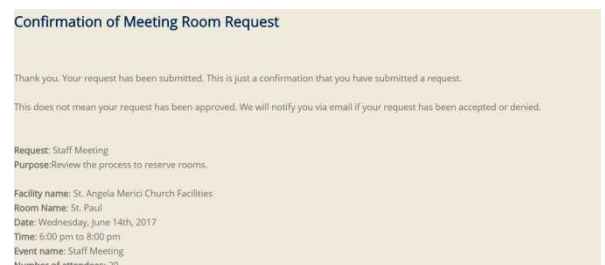 Confirmation of Meeting Room Request
Thank you. Your request has been submitted. This is just a confirmation that you have submitted a request.
This does not mean your request has been approved. We will notify you via email if your request has been accepted or denied.
Request: Staff Meeting
Purpose:Review the process to reserve rooms.
Facility name: St. Angela Merici Church Facilities
Room Name: St. Paul
Date: Wednesday, June 14th, 2017
Time: 6:00 pm to 8:00 pm
Event name: Staff Meeting
Number of attendees: 20